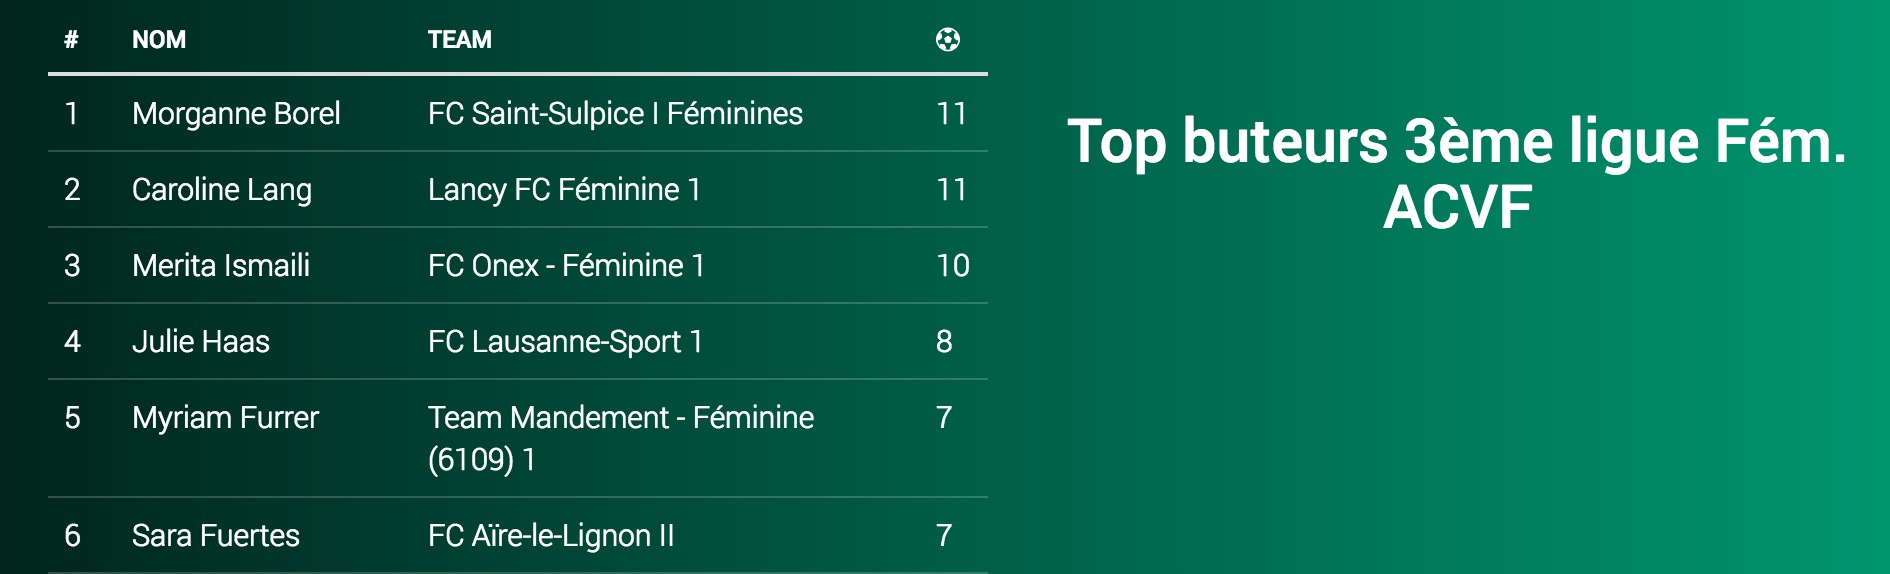 # NOM TEAM
1 Morganne Borel FC Saint-Sulpice I Féminines 11
2 Caroline Lang Lancy FC Féminine 1 11
3 Merita Ismaili FC Onex - Féminine 1 10
4 Julie Haas FC Lausanne-Sport 1 8
5 Myriam Furrer Team Mandement - Féminine 7
(6109) 1
6 Sara Fuertes FC Aïre-le-Lignon II 7
Top buteurs 3ème ligue Fém.
ACVF